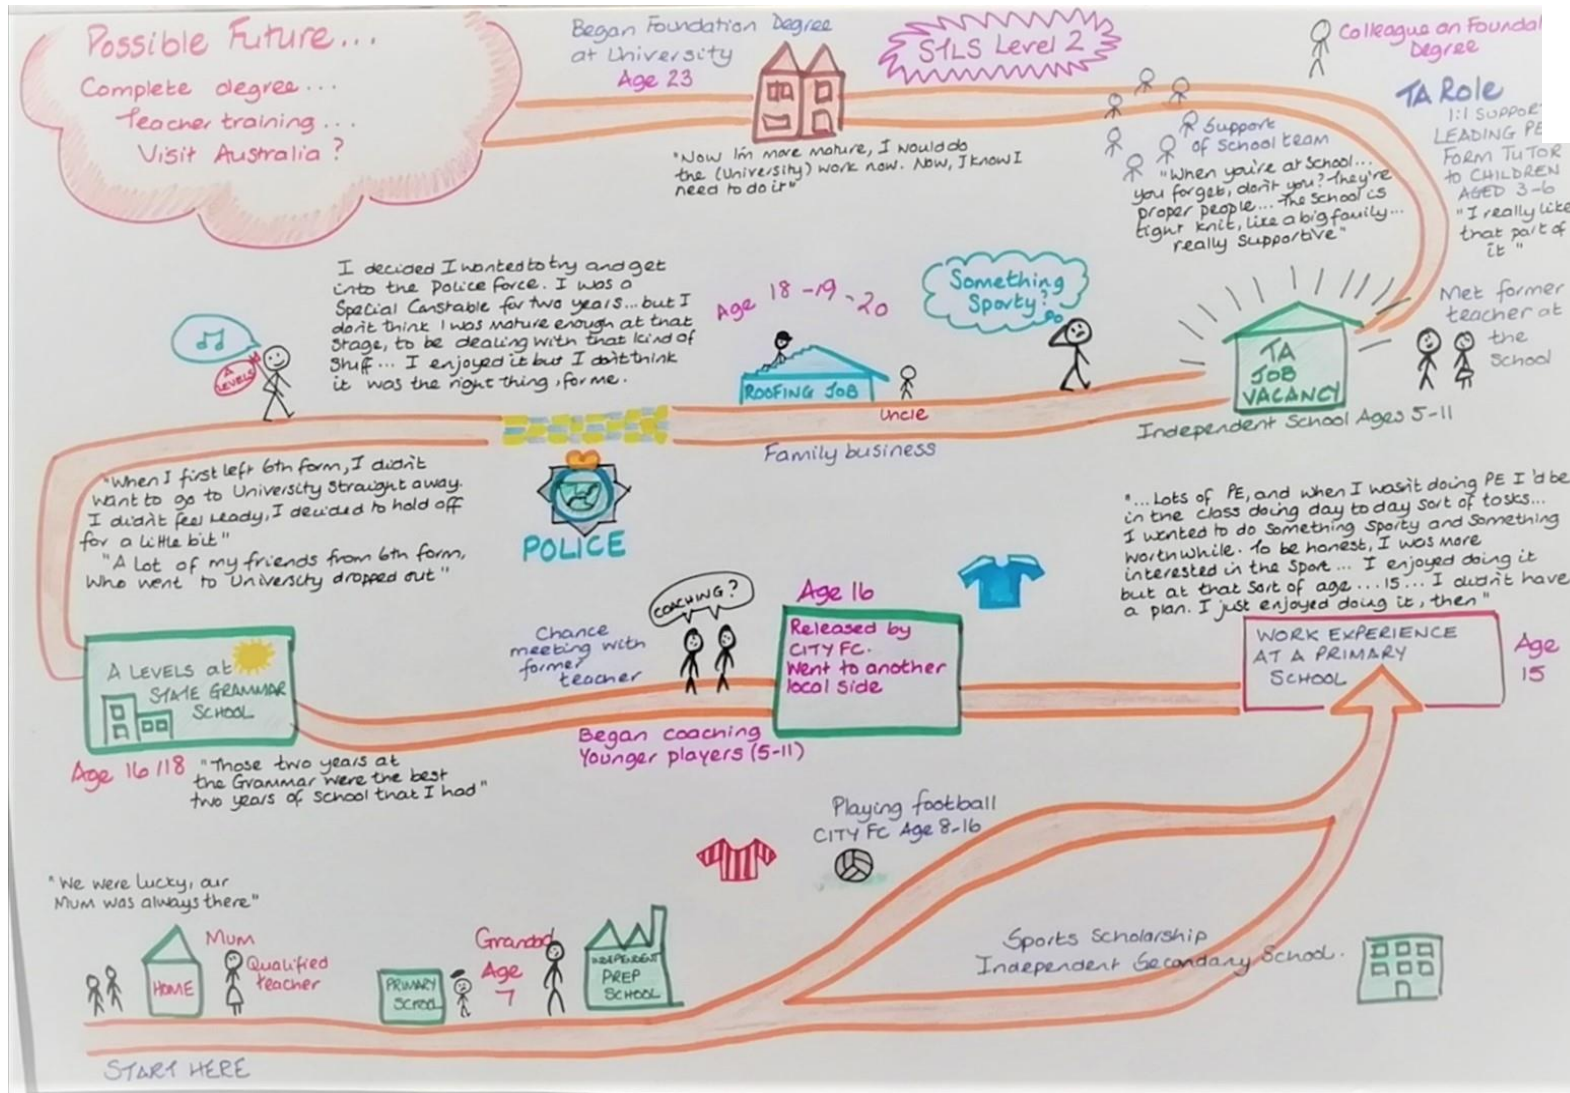 Possible Future...
Complete degree...
Teacher training...
Visit Australia?
Began Foundation Degree
at University
Age 23
STLS Level 2
Colleague on Foundat
Degree
TA Role
1:1 SUPPORT
LEADING PE
FORM TUTOR
to CHILDREN
AGED 3-6
"I really like
that part of
it"
Support
of School team
"When you're at School...
you forget, don't you? They're
proper people... The School is
tight knit, like a big family...
really supportive"
"Now I'm more mature, I would do
the (University) work now. Now, I know I
need to do it"
I decided I wanted to try and get
into the Police force. I was a
Special Constable for two years... but I
don't think I was mature enough at that
stage, to be dealing with that kind of
stuff... I enjoyed it but I don't think
it was the right thing, for me.
A
LEVELS
Age 18-19-20
Something
Sporty?
ROOFING JOB
Uncle
Family business
TA
JOB
VACANCY
Independent School Ages 5-11
Met former
teacher at
the
School
"When I first left 6th form, I didn't
want to go to University straight away.
I didn't feel ready, I decided to hold off
for a little bit"
"A lot of my friends from 6th form,
who went to University dropped out"
POLICE
"...Lots of PE, and when I wasn't doing PE I'd be
in the class doing day to day sort of tasks...
I wanted to do something sporty and something
worthwhile. To be honest, I was more
interested in the sport... I enjoyed doing it
but at that sort of age....15... I didn't have
a plan. I just enjoyed doing it, then"
A LEVELS at
STATE GRAMMAR
SCHOOL
Age 16/18
"Those two years at
the Grammar were the best
two years of school that I had"
Chance
meeting with
former
teacher
COACHING?
Began coaching
Younger players (5-11)
Age 16
Released by
CITY FC.
Went to another
local side
WORK EXPERIENCE
AT A PRIMARY
SCHOOL
Age
15
Playing football
CITY FC Age 8-16
"We were lucky, our
Mum was always there"
HOME
Mum
Qualified
teacher
PRIMARY
SCHOOL
Grandad
Age
7
INDEPENDENT
PREP
SCHOOL
Sports Scholarship
Independent Secondary School.
START HERE